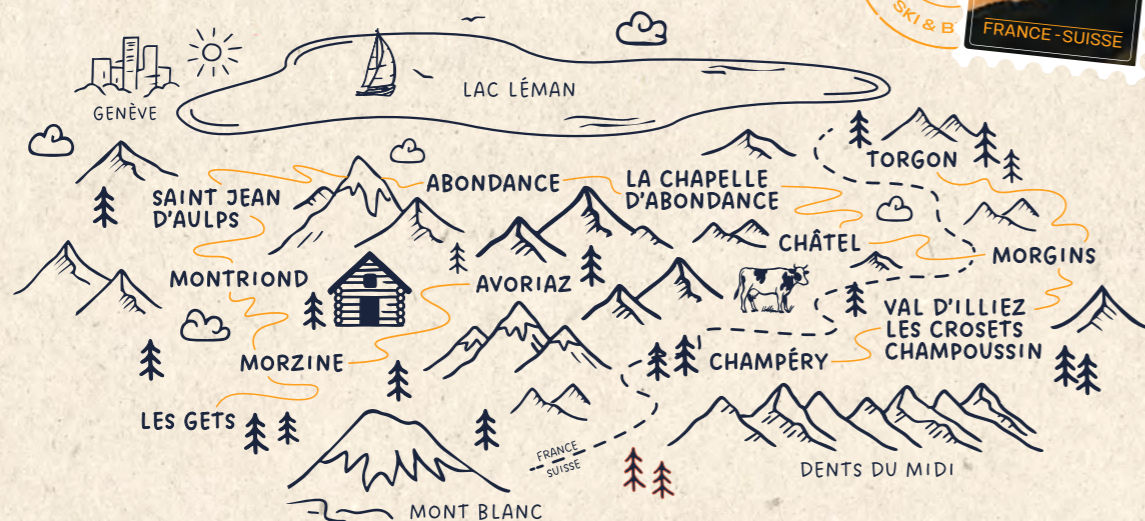 SKI & B
FRANCE-SUISSE
GENÈVE
LAC LÉMAN
TORGON
SAINT JEAN
D'AULPS
ABONDANCE
LA CHAPELLE
D'ABONDANCE
CHÂTEL
MORGINS
MONTRIOND
AVORIAZ
VAL D'ILLIEZ
LES CROSETS
CHAMPOUSSIN
MORZINE
CHAMPÉRY
LES GETS
FRANCE
SUISSE
DENTS DU MIDI
MONT BLANC